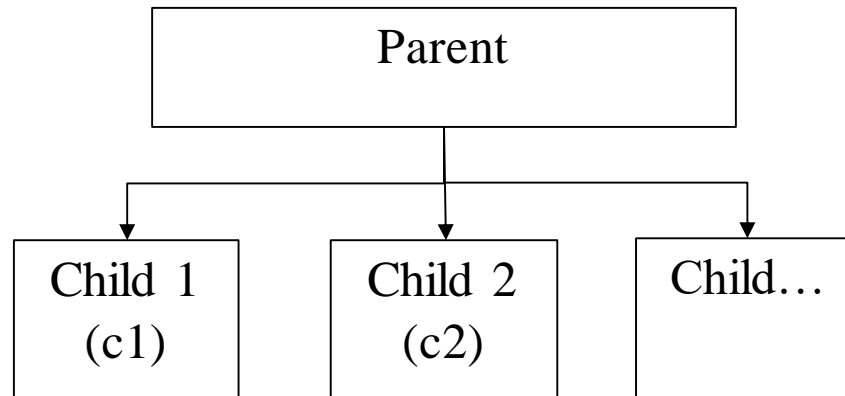 Parent
Child 1
(c1)
Child 2
(c2)
Child…